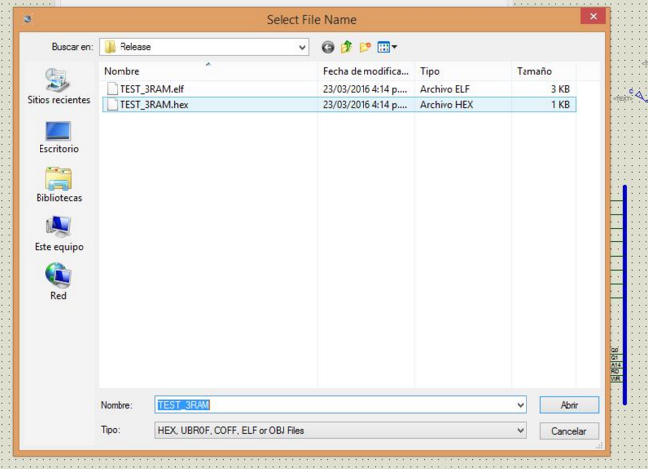 Select File Name
Buscar en: Release
Nombre Fecha de modifica... Tipo Tamaño
TEST_3RAM.elf 23/03/2016 4:14 p.... Archivo ELF 3 KB
TEST_3RAM.hex 23/03/2016 4:14 p.... Archivo HEX 1 KB
Sitios recientes
Escritorio
Bibliotecas
Este equipo
Red
Nombre: TEST_3RAM Abrir
Tipo: HEX, UBROF, COFF, ELF or OBJ Files Cancelar